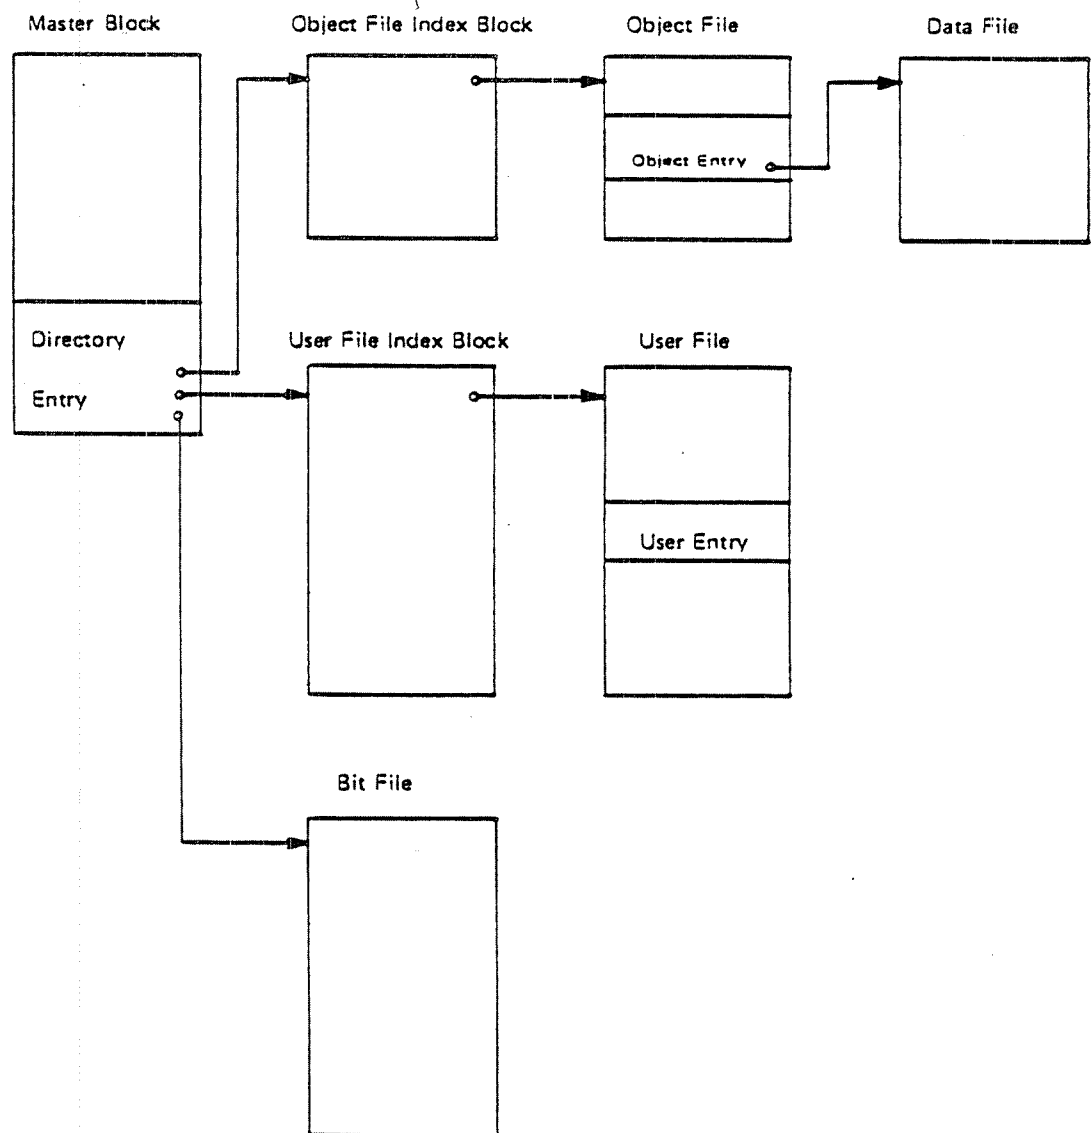 Master Block
Object File Index Block
Object File
Data File
Object Entry
Directory
Entry
User File Index Block
User File
User Entry
Bit File